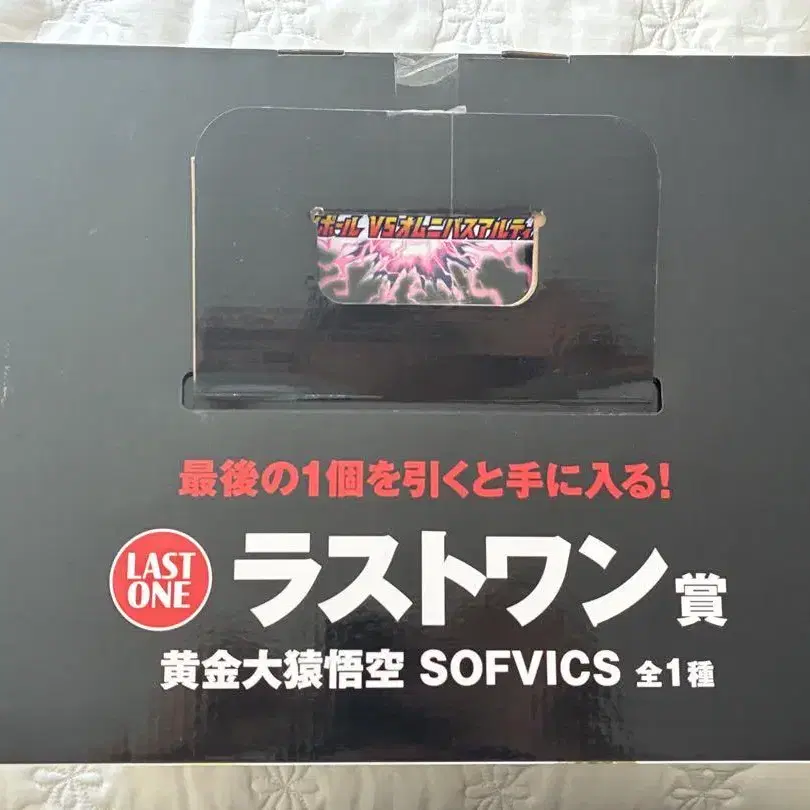 ボール VSオムニバスアルティ
最後の1個を引くと手に入る!
LAST
ONE
ラストワン賞
黄金大猿悟空 SOFVICS 全1種